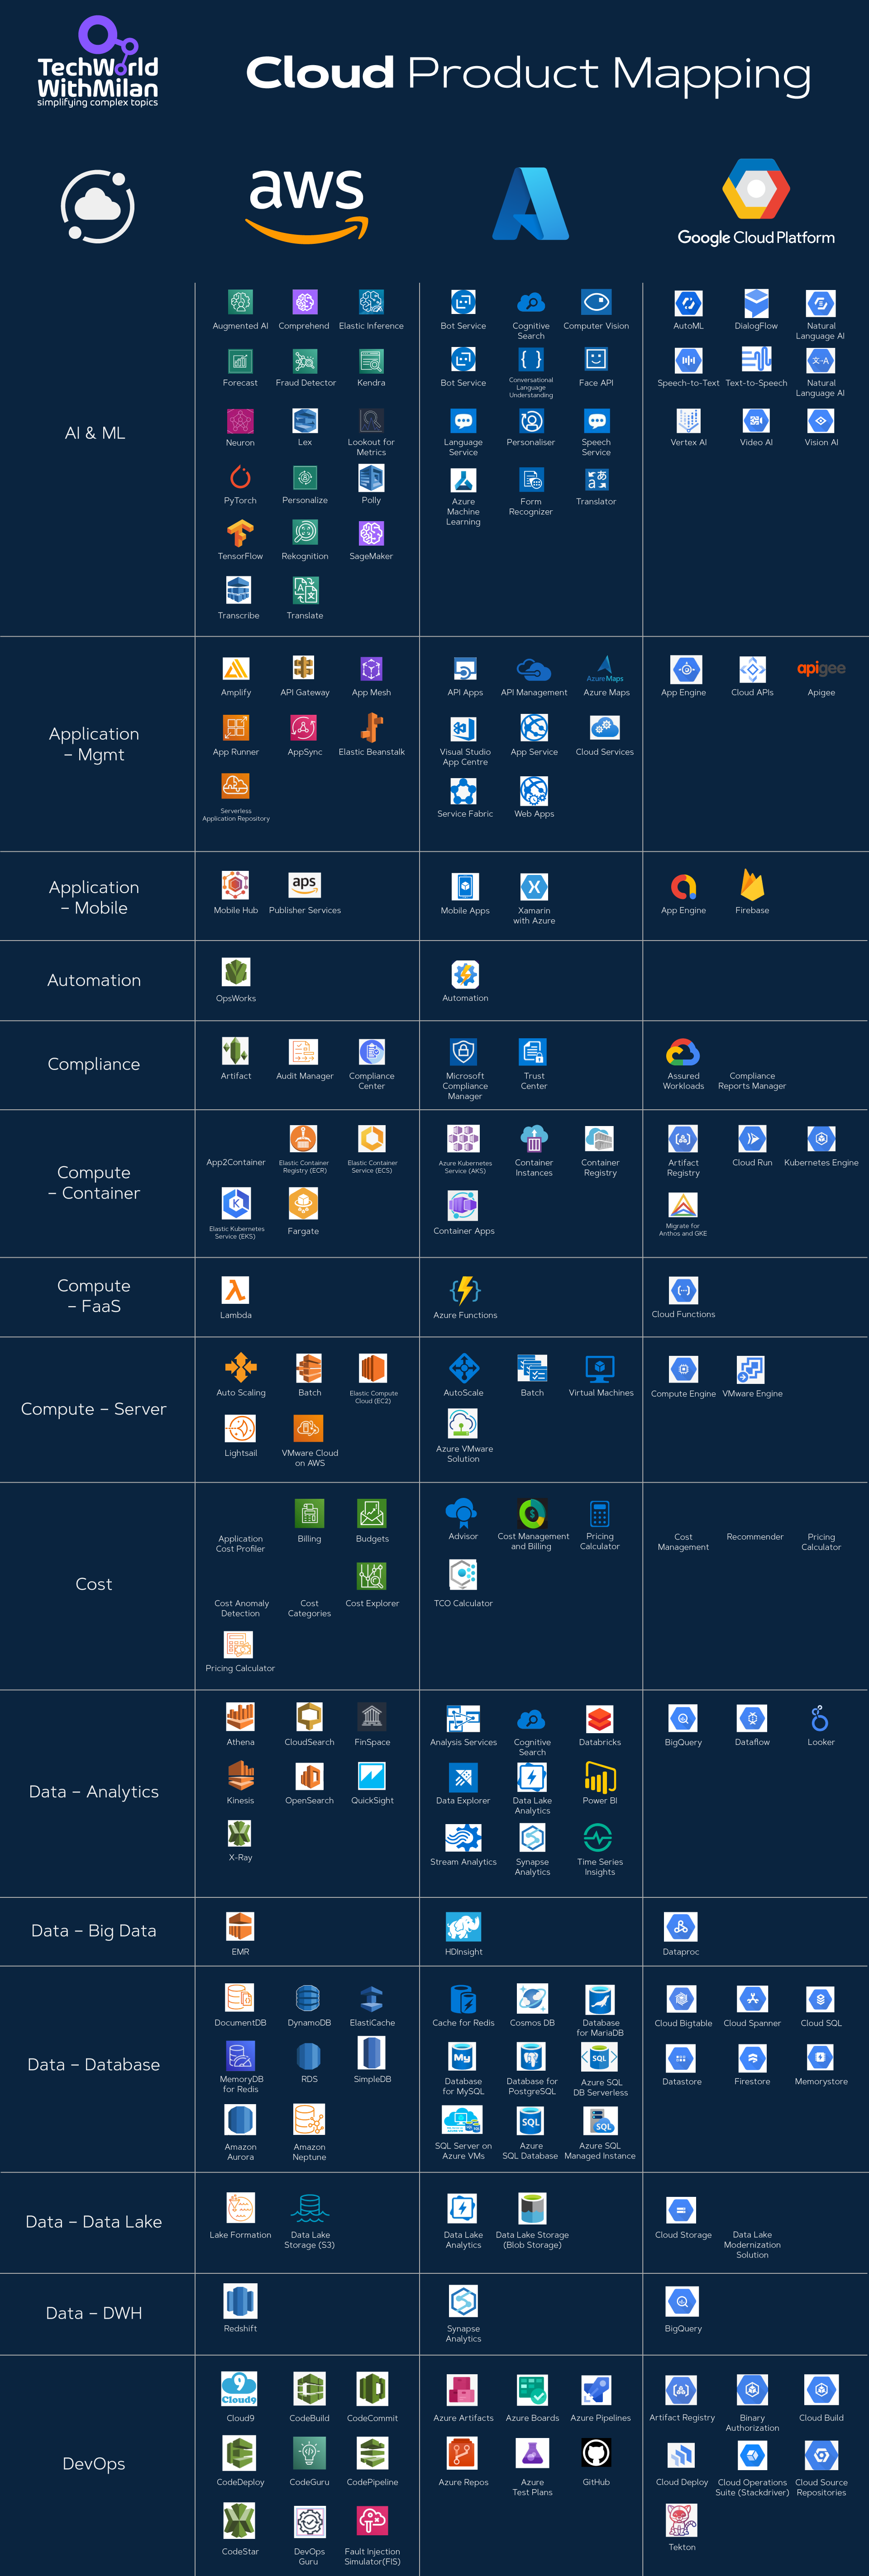 TechWorld
WithMilan
simplifying complex topics
Cloud Product Mapping
aws
Google Cloud Platform
AI & ML
Augmented AI Comprehend Elastic Inference
Forecast Fraud Detector Kendra
Neuron Lex Lookout for
Metrics
PyTorch Personalize Polly
TensorFlow Rekognition SageMaker
Transcribe Translate
Bot Service Cognitive
Search Computer Vision
Bot Service Conversational
Language
Understanding Face API
Language
Service Personaliser Speech
Service
Azure
Machine
Learning Form
Recognizer Translator
AutoML DialogFlow Natural
Language AI
Speech-to-Text Text-to-Speech Natural
Language AI
Vertex AI Video AI Vision AI
Application
– Mgmt
Amplify API Gateway App Mesh
App Runner AppSync Elastic Beanstalk
Serverless
Application Repository
API Apps API Management Azure Maps
Azure Maps
Visual Studio
App Centre App Service Cloud Services
Service Fabric Web Apps
apigee
App Engine Cloud APIs Apigee
Application
– Mobile
aps
Mobile Hub Publisher Services
Mobile Apps Xamarin
with Azure
App Engine Firebase
Automation
OpsWorks
Automation
Compliance
Artifact Audit Manager Compliance
Center
Microsoft
Compliance
Manager Trust
Center
Assured
Workloads Compliance
Reports Manager
Compute
– Container
App2Container Elastic Container
Registry (ECR) Elastic Container
Service (ECS)
Elastic Kubernetes
Service (EKS) Fargate
Azure Kubernetes
Service (AKS) Container
Instances Container
Registry
Container Apps
Artifact
Registry Cloud Run Kubernetes Engine
Migrate for
Anthos and GKE
Compute
– FaaS
Lambda
Azure Functions
Cloud Functions
Compute – Server
Auto Scaling Batch Elastic Compute
Cloud (EC2)
Lightsail VMware Cloud
on AWS
AutoScale Batch Virtual Machines
Azure VMware
Solution
Compute Engine VMware Engine
Cost
Application
Cost Profiler Billing Budgets
Cost Anomaly
Detection Cost
Categories Cost Explorer
Pricing Calculator
Advisor Cost Management
and Billing Pricing
Calculator
TCO Calculator
Cost
Management Recommender Pricing
Calculator
Data – Analytics
Athena CloudSearch FinSpace
Kinesis OpenSearch QuickSight
X-Ray
Analysis Services Cognitive
Search Databricks
Data Explorer Data Lake
Analytics Power BI
Stream Analytics Synapse
Analytics Time Series
Insights
BigQuery Dataflow Looker
Data – Big Data
EMR
HDInsight
Dataproc
Data – Database
DocumentDB DynamoDB ElastiCache
MemoryDB
for Redis RDS SimpleDB
Amazon
Aurora Amazon
Neptune
Cache for Redis Cosmos DB Database
for MariaDB
My
SQL
Database
for MySQL Database for
PostgreSQL Azure SQL
DB Serverless
SQL
SQL
SQL Server on
Azure VMs Azure
SQL Database Azure SQL
Managed Instance
Cloud Bigtable Cloud Spanner Cloud SQL
Datastore Firestore Memorystore
Data – Data Lake
Lake Formation Data Lake
Storage (S3)
Data Lake
Analytics Data Lake Storage
(Blob Storage)
Cloud Storage Data Lake
Modernization
Solution
Data – DWH
Redshift
Synapse
Analytics
BigQuery
DevOps
9
Cloud9
Cloud9 CodeBuild CodeCommit
CodeDeploy CodeGuru CodePipeline
CodeStar DevOps
Guru Fault Injection
Simulator(FIS)
Azure Artifacts Azure Boards Azure Pipelines
Azure Repos Azure
Test Plans GitHub
Artifact Registry Binary
Authorization Cloud Build
Cloud Deploy Cloud Operations
Suite (Stackdriver) Cloud Source
Repositories
Tekton